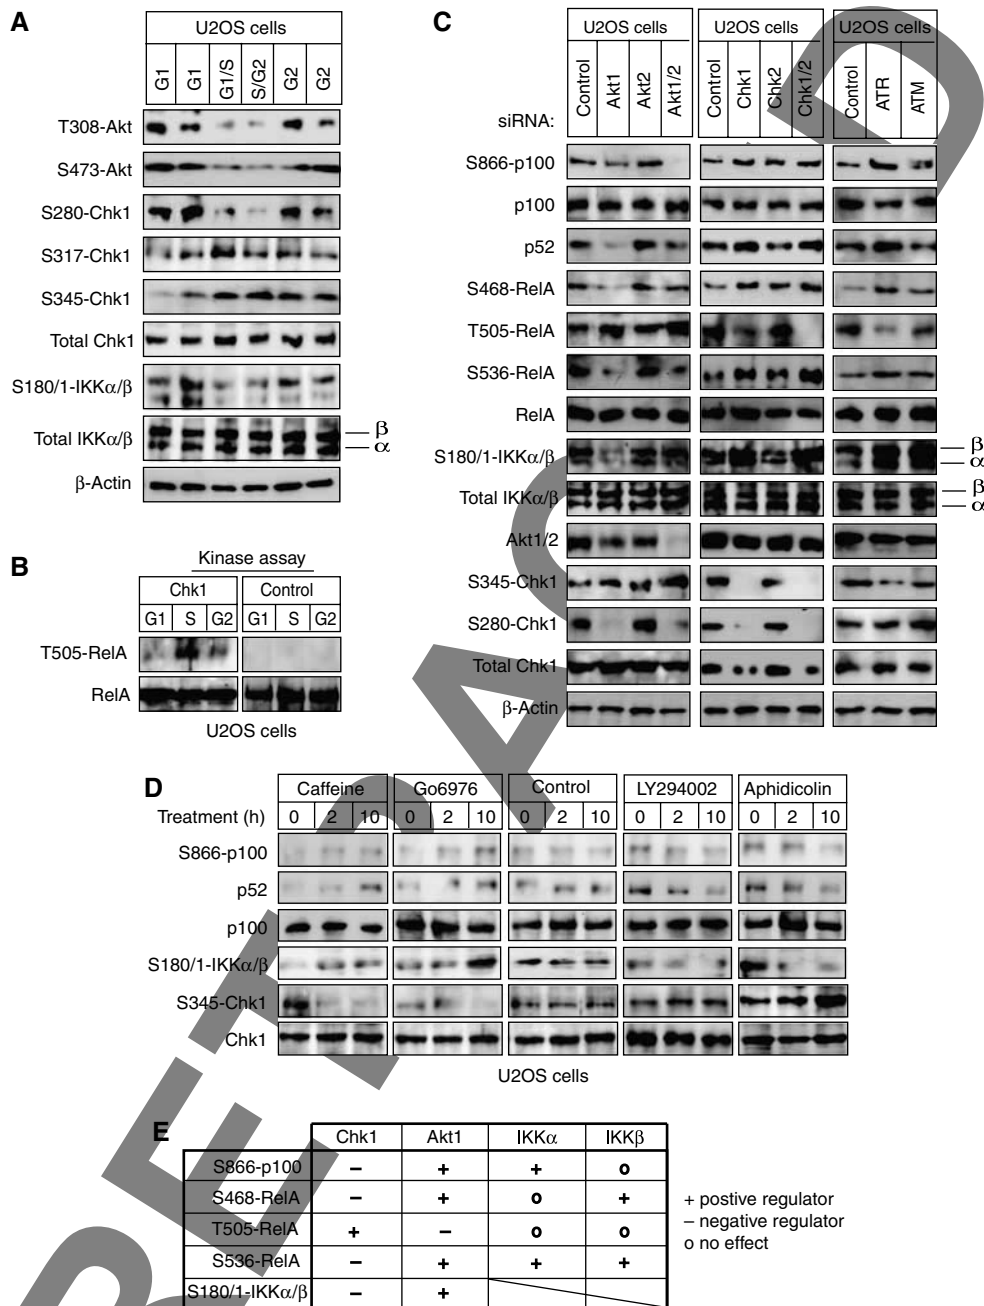 A
U2OS cells
G1 G1 G1/S S/G2 G2 G2
T308-Akt
S473-Akt
S280-Chk1
S317-Chk1
S345-Chk1
Total Chk1
S180/1-IKKα/β
Total IKKα/β
β
α
β-Actin
B
Kinase assay
Chk1 Control
G1 S G2 G1 S G2
T505-RelA
RelA
U2OS cells
C
U2OS cells U2OS cells U2OS cells
siRNA: Control Akt1 Akt2 Akt1/2 Control Chk1 Chk2 Chk1/2 Control ATR ATM
S866-p100
p100
p52
S468-RelA
T505-RelA
S536-RelA
RelA
S180/1-IKKα/β
β
α
Total IKKα/β
β
α
Akt1/2
S345-Chk1
S280-Chk1
Total Chk1
β-Actin
D
Caffeine Go6976 Control LY294002 Aphidicolin
Treatment (h) 0 2 10 0 2 10 0 2 10 0 2 10 0 2 10
S866-p100
p52
p100
S180/1-IKKα/β
S345-Chk1
Chk1
U2OS cells
E
Chk1 Akt1 IKKα IKKβ
S866-p100 – + + o
S468-RelA – + o +
T505-RelA + – o o
S536-RelA – + + +
S180/1-IKKα/β – +
+ postive regulator
– negative regulator
o no effect
RETRACTED